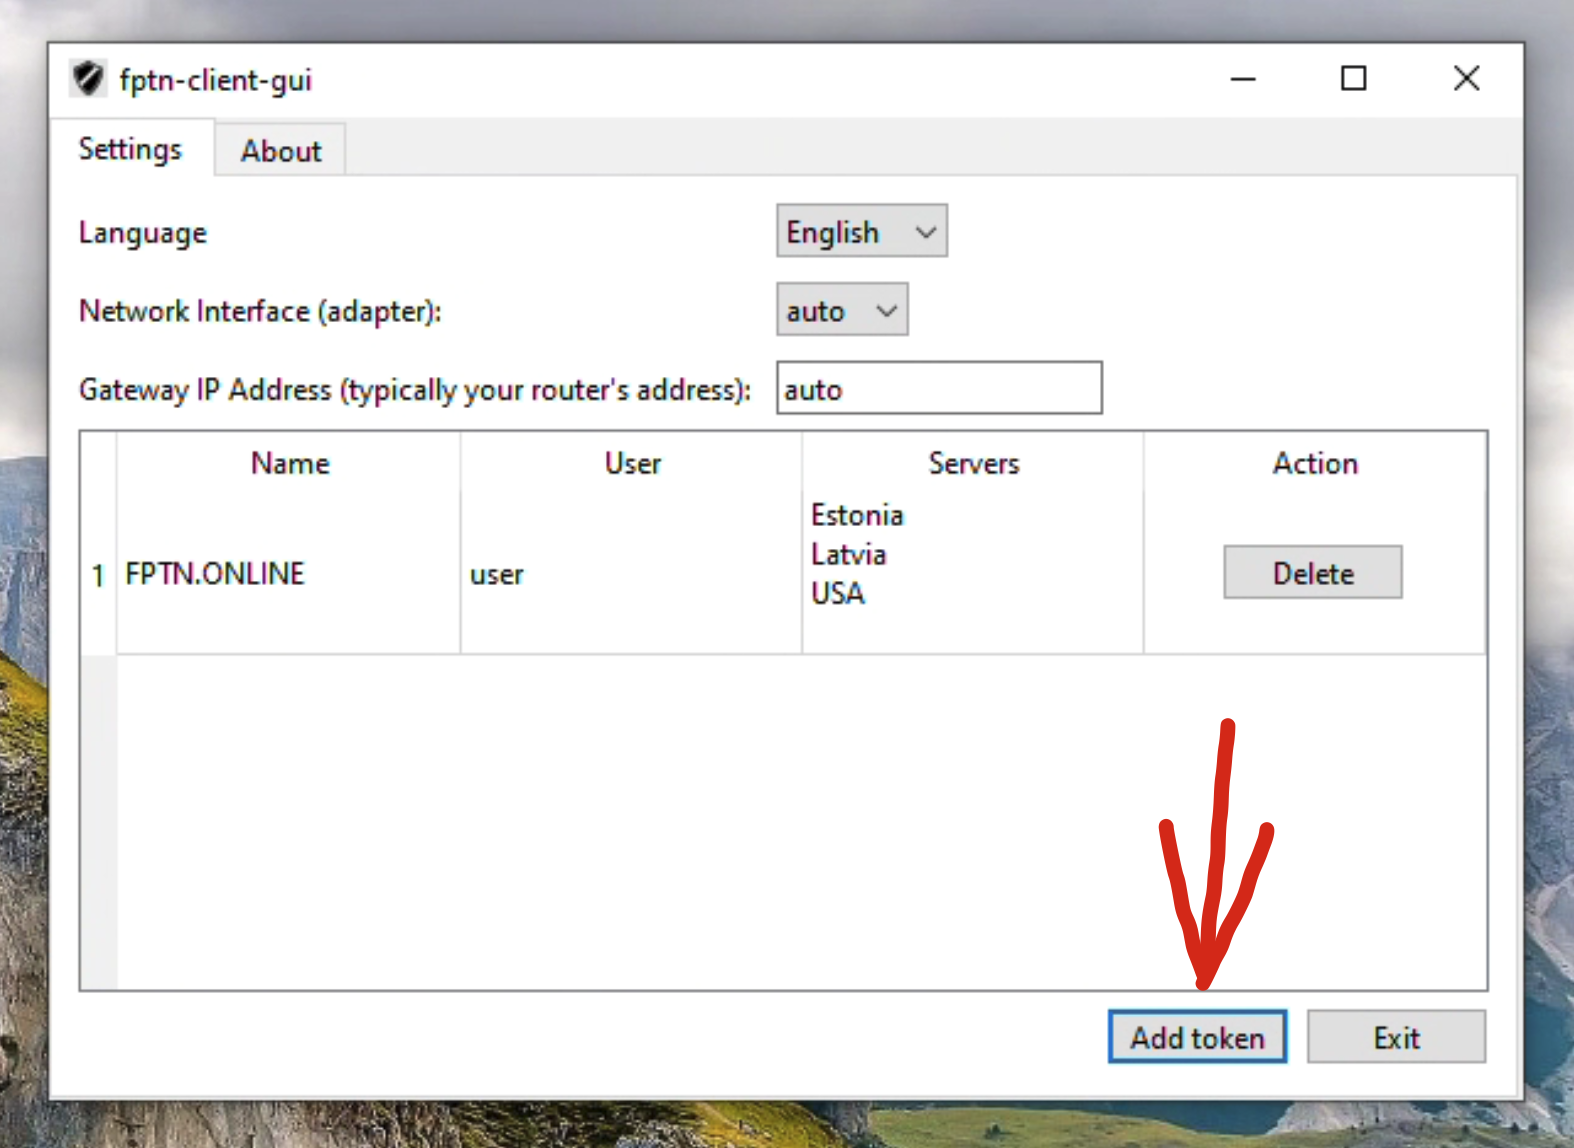 fptn-client-gui
Settings About
Language English
Network Interface (adapter): auto
Gateway IP Address (typically your router's address): auto
Name User Servers Action
Estonia
Latvia
1 FPTN.ONLINE user Delete
USA
Add token Exit